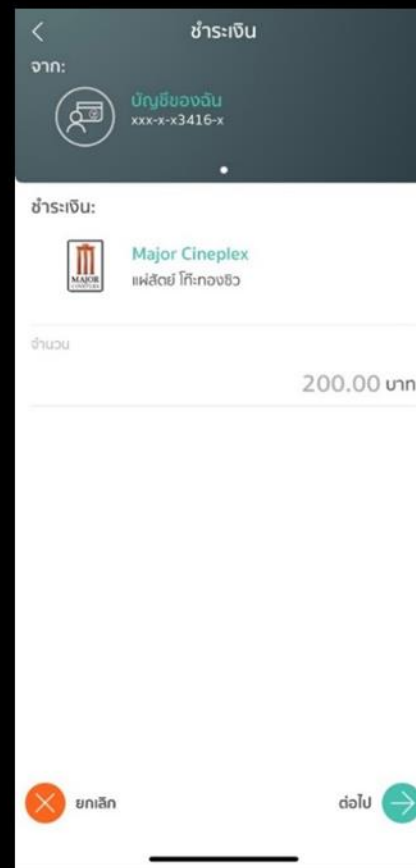 ชำระเงิน
จาก:
บัญชีของฉัน
xxx-x-x3416-x
ชำระเงิน:
MAJOR
CINEPLEX
Major Cineplex
แผ่สัตย์ โก๊ะทองชิว
จำนวน
200.00 บาท
ยกเลิก
ต่อไป